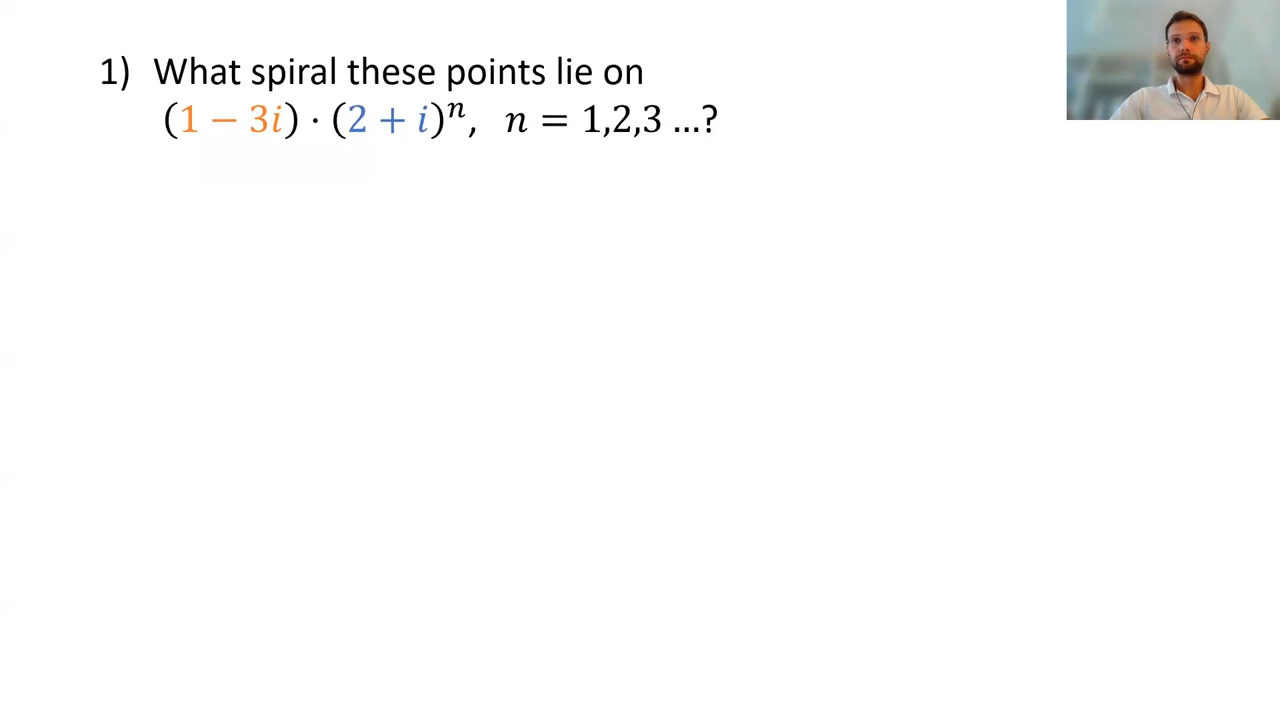 1) What spiral these points lie on
(1 − 3i) · (2 + i)ⁿ, n = 1,2,3 …?